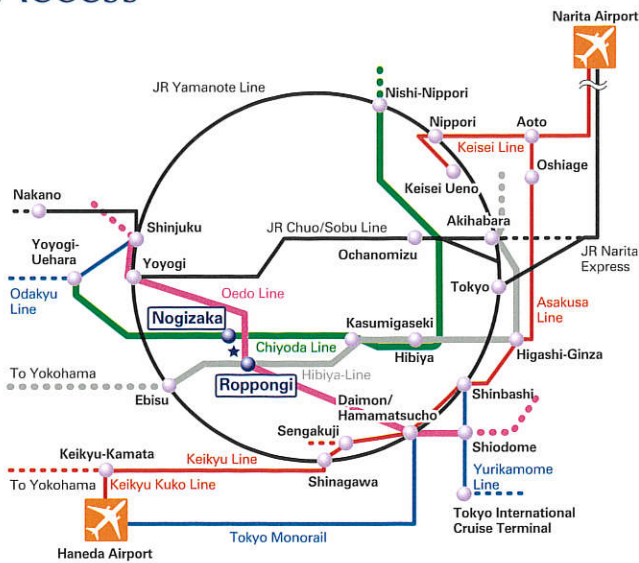 Access
Narita Airport
JR Yamanote Line
Nishi-Nippori
Nippori
Aoto
Keisei Line
Oshiage
Keisei Ueno
Nakano
Akihabara
Shinjuku
JR Chuo/Sobu Line
Yoyogi-
Uehara
Yoyogi
Ochanomizu
JR Narita
Express
Odakyu
Line
Oedo Line
Tokyo
Asakusa
Line
Nogizaka
Kasumigaseki
Chiyoda Line
Hibiya
Higashi-Ginza
To Yokohama
Hibiya-Line
Roppongi
Ebisu
Daimon/
Hamamatsucho
Shinbashi
Sengakuji
Shiodome
Keikyu-Kamata
Keikyu Line
Shinagawa
Yurikamome
Line
To Yokohama
Keikyu Kuko Line
Tokyo International
Cruise Terminal
Haneda Airport
Tokyo Monorail